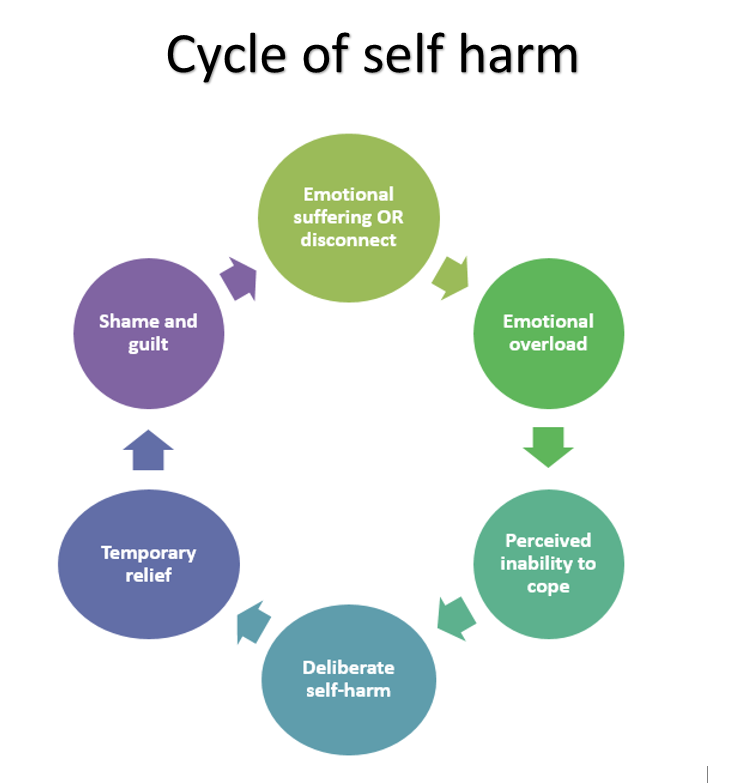 Cycle of self harm
Emotional
suffering OR
disconnect
Emotional
overload
Perceived
inability to
cope
Deliberate
self-harm
Temporary
relief
Shame and
guilt